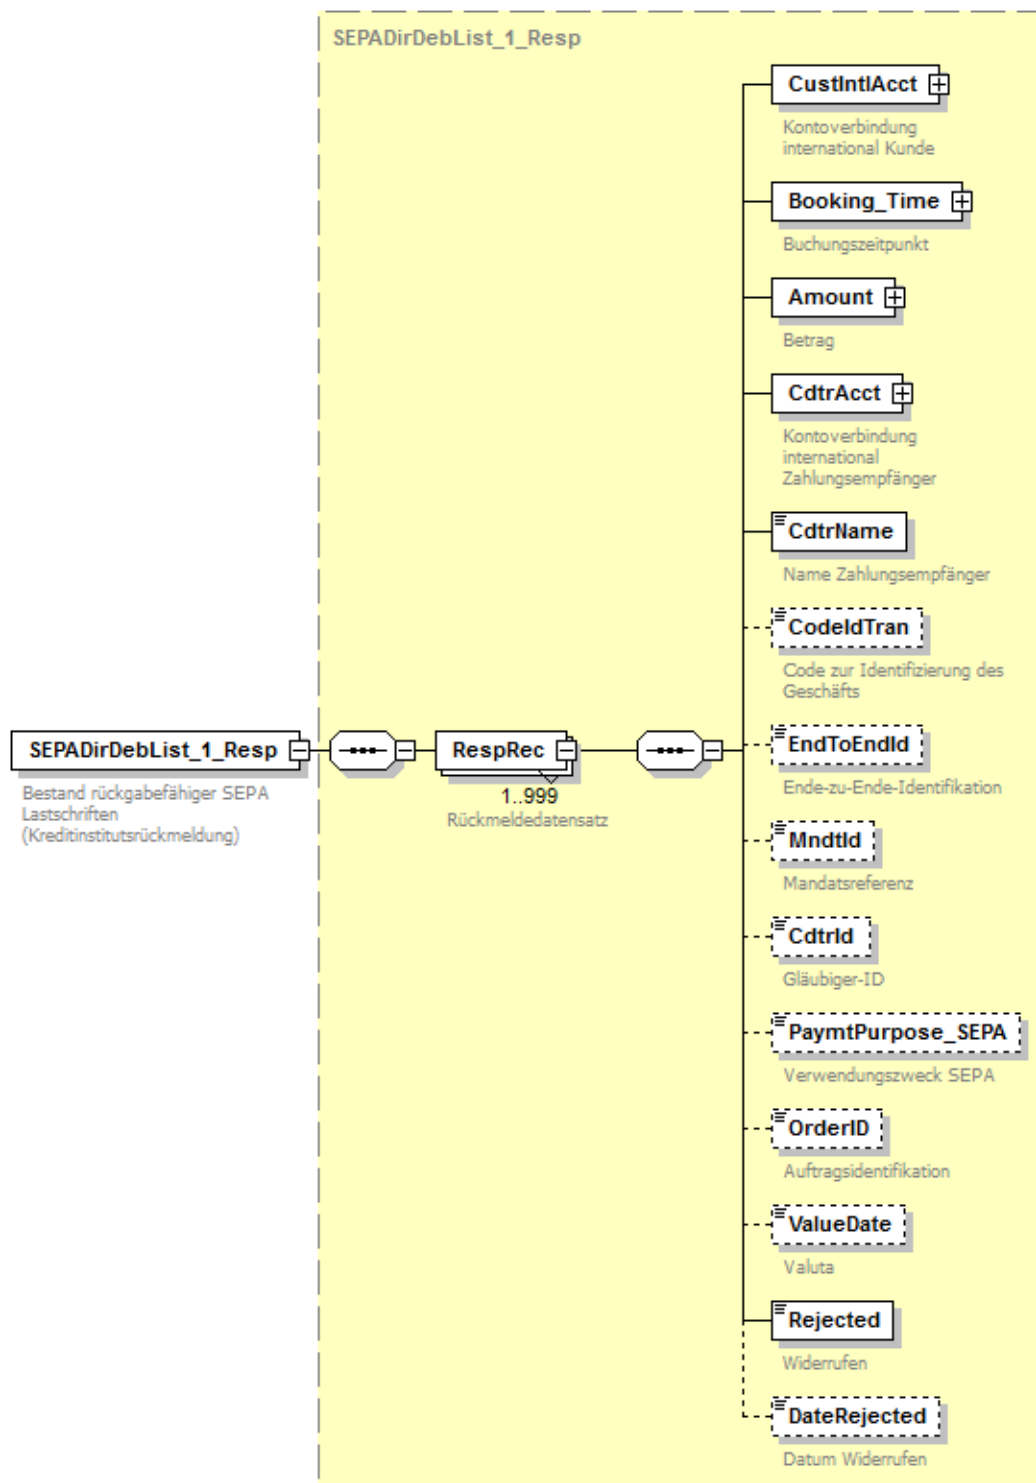 SEPADirDebList_1_Resp
CustIntlAcct
Kontoverbindung
international Kunde
Booking_Time
Buchungszeitpunkt
Amount
Betrag
CdtrAcct
Kontoverbindung
international
Zahlungsempfänger
CdtrName
Name Zahlungsempfänger
CodeIdTran
Code zur Identifizierung des
Geschäfts
SEPADirDebList_1_Resp
Bestand rückgabefähiger SEPA
Lastschriften
(Kreditinstitutsrückmeldung)
RespRec
1..999
Rückmeldedatensatz
EndToEndId
Ende-zu-Ende-Identifikation
MndtId
Mandatsreferenz
CdtrId
Gläubiger-ID
PaymtPurpose_SEPA
Verwendungszweck SEPA
OrderID
Auftragsidentifikation
ValueDate
Valuta
Rejected
Widerrufen
DateRejected
Datum Widerrufen